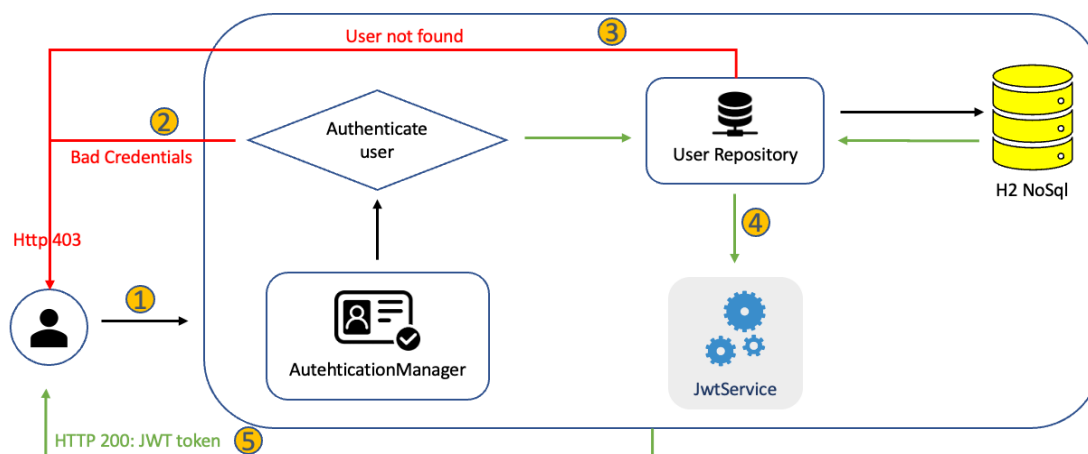 User not found
3
2
Authenticate
user
Bad Credentials
User Repository
H2 NoSql
4
Http 403
1
AutehticationManager
JwtService
HTTP 200: JWT token
5